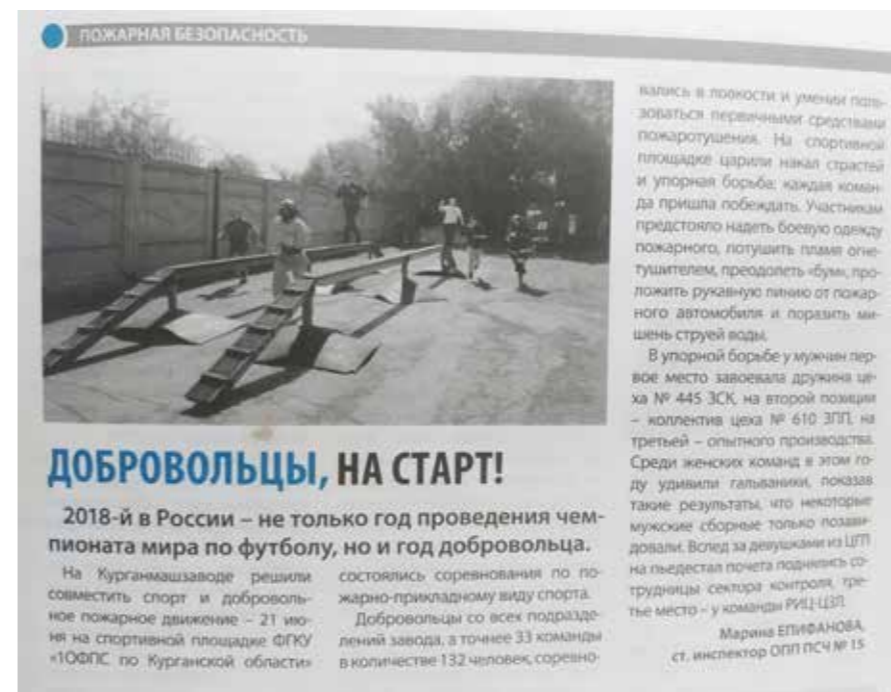 ПОЖАРНАЯ БЕЗОПАСНОСТЬ
ДОБРОВОЛЬЦЫ, НА СТАРТ!
2018-й в России – не только год проведения чем-
пионата мира по футболу, но и год добровольца.
На Курганмашзаводе решили
совместить спорт и доброволь-
ное пожарное движение – 21 ию-
ня на спортивной площадке ФГКУ
«1ОФПС по Курганской области»
состоялись соревнования по по-
жарно-прикладному виду спорта.
Добровольцы со всех подразде-
лений завода, а точнее 33 команды
в количестве 132 человек, соревно-
вались в ловкости и умении поль-
зоваться первичными средствами
пожаротушения. На спортивной
площадке царили накал страстей
и упорная борьба: каждая коман-
да пришла побеждать. Участникам
предстояло надеть боевую одежду
пожарного, потушить пламя огне-
тушителем, преодолеть «бум», про-
ложить рукавную линию от пожар-
ного автомобиля и поразить ми-
шень струей воды.
В упорной борьбе у мужчин пер-
вое место завоевала дружина це-
ха № 445 ЗСК, на второй позиции
– коллектив цеха № 610 ЗПП, на
третьей – опытного производства.
Среди женских команд в этом го-
ду удивили гальваники, показав
такие результаты, что некоторые
мужские сборные только позави-
довали. Вслед за девушками из ЦГП
на пьедестал почета поднялись со-
трудницы сектора контроля, тре-
тье место – у команды РИЦ-ЦЗЛ.
Марина ЕПИФАНОВА,
ст. инспектор ОПП ПСЧ № 15